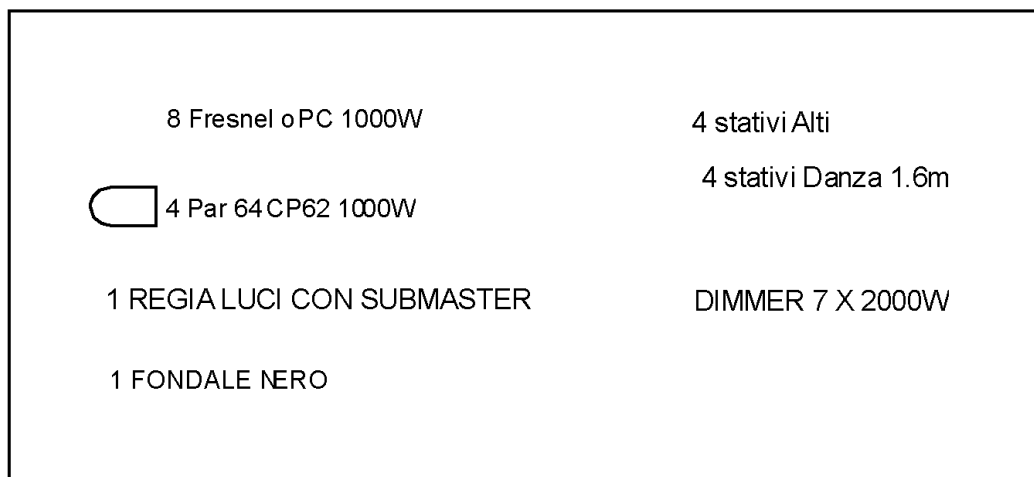 8 Fresnel o PC 1000W
4 stativi Alti
4 stativi Danza 1.6m
4 Par 64 CP62 1000W
1 REGIA LUCI CON SUBMASTER
DIMMER 7 X 2000W
1 FONDALE NERO